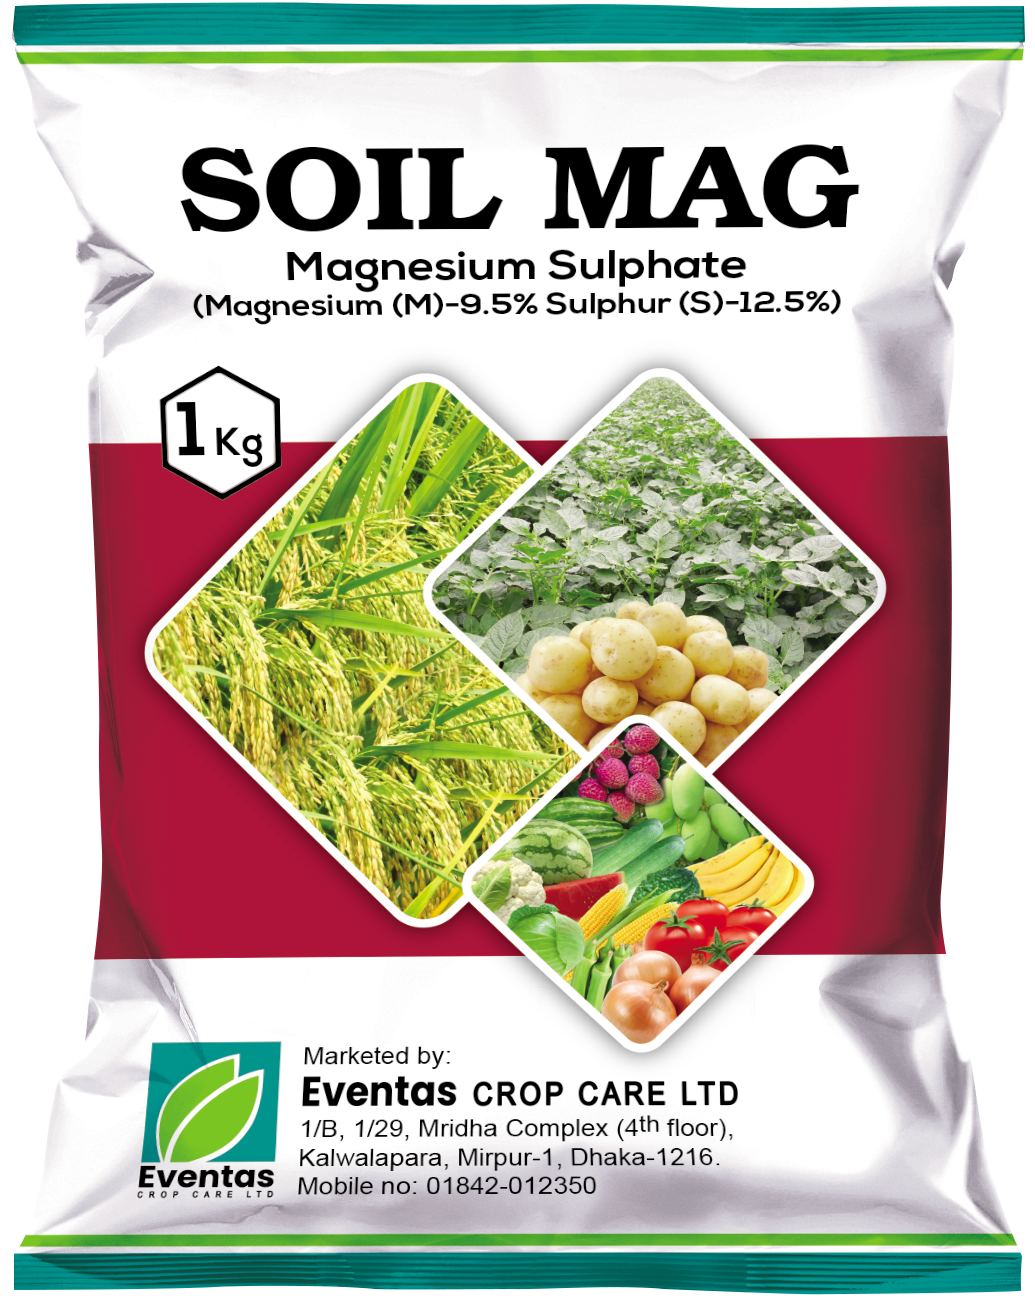 SOIL MAG
Magnesium Sulphate
(Magnesium (M)-9.5% Sulphur (S)-12.5%)
1 Kg
Marketed by:
Eventas CROP CARE LTD
1/B, 1/29, Mridha Complex (4th floor),
Kalwalapara, Mirpur-1, Dhaka-1216.
Mobile no: 01842-012350
Eventas
CROP CARE LTD